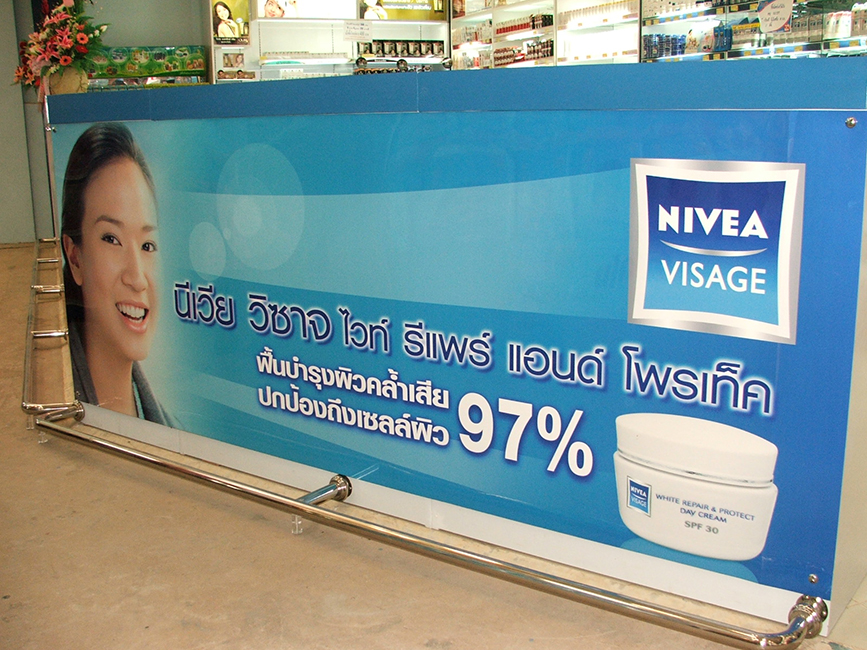 NIVEA
VISAGE
นีเวีย วิซาจ ไวท์ รีแพร์ แอนด์ โพรเท็ค
ฟื้นบำรุงผิวคล้ำเสีย
ปกป้องถึงเซลล์ผิว
97%
NIVEA
VISAGE
WHITE REPAIR & PROTECT
DAY CREAM
SPF 30